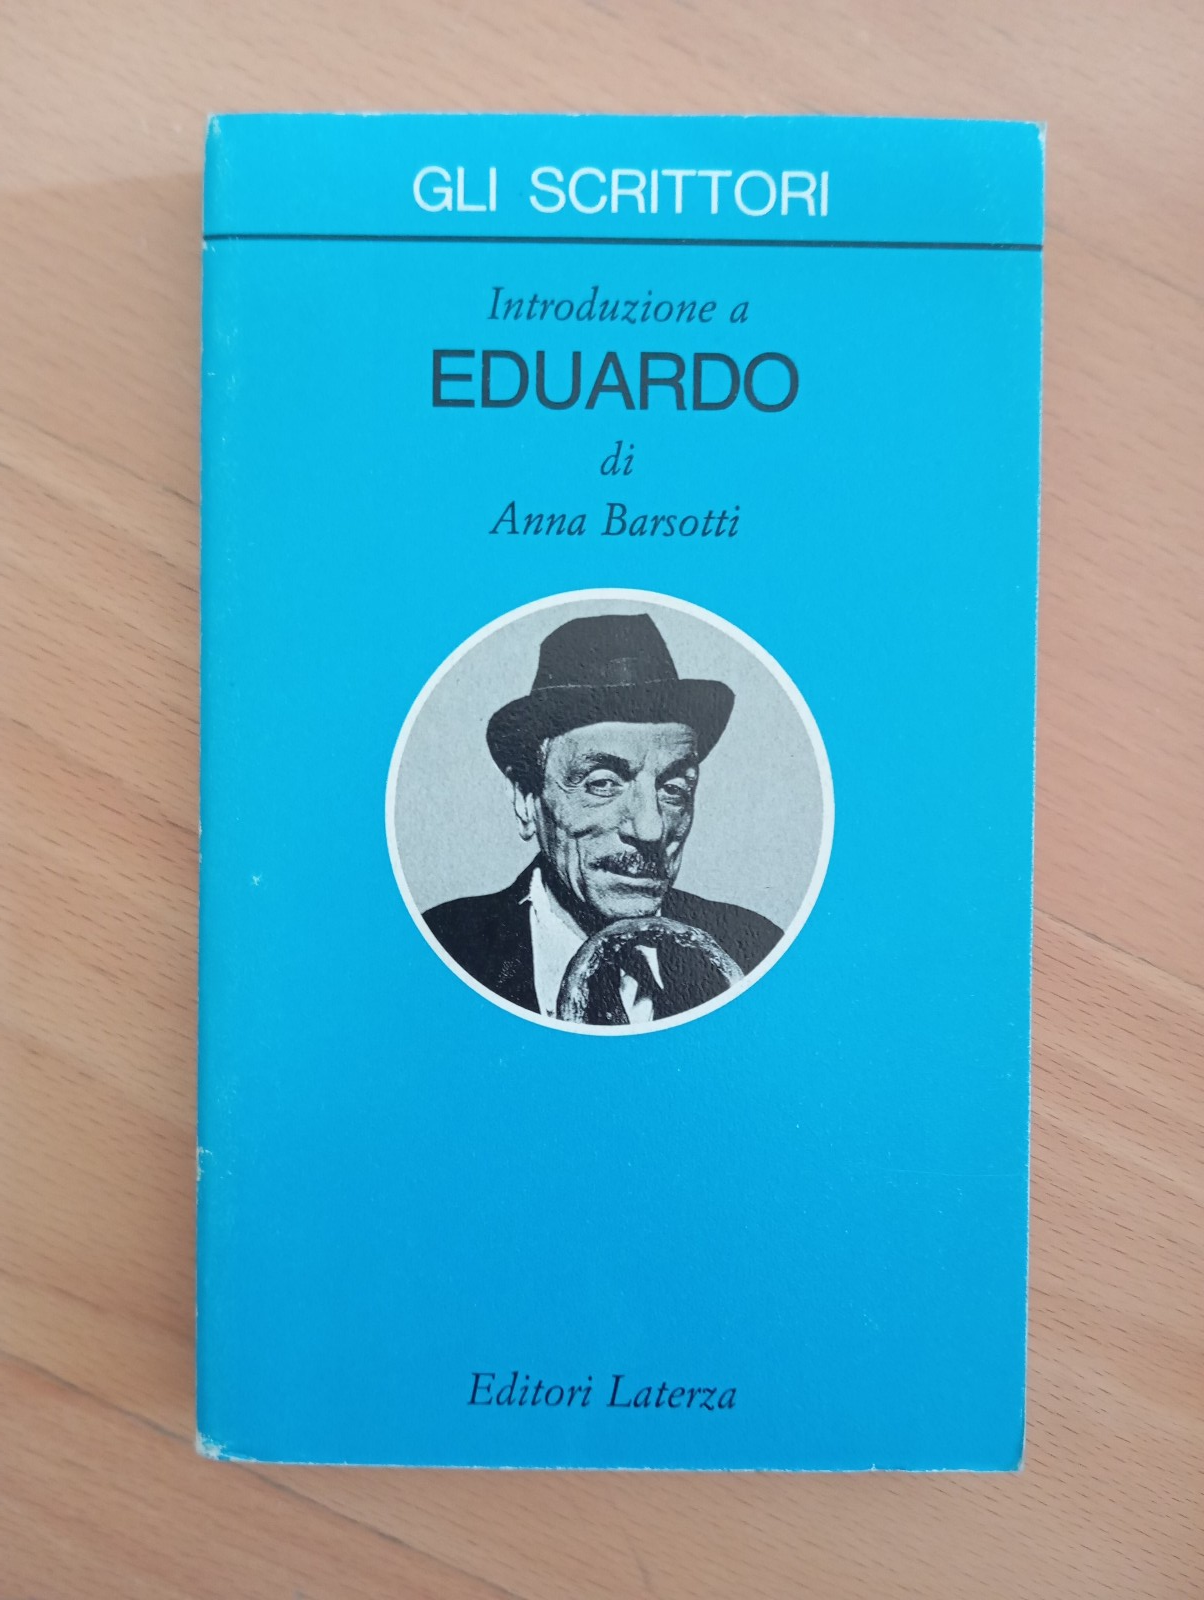 GLI SCRITTORI
Introduzione a
EDUARDO
di
Anna Barsotti
Editori Laterza